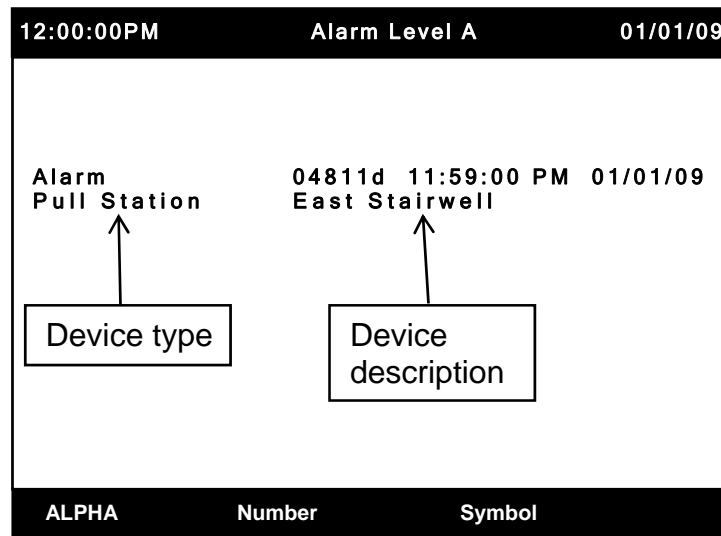 12:00:00PM Alarm Level A 01/01/09
Alarm 04811d 11:59:00 PM 01/01/09
Pull Station East Stairwell
Device type
Device
description
ALPHA Number Symbol